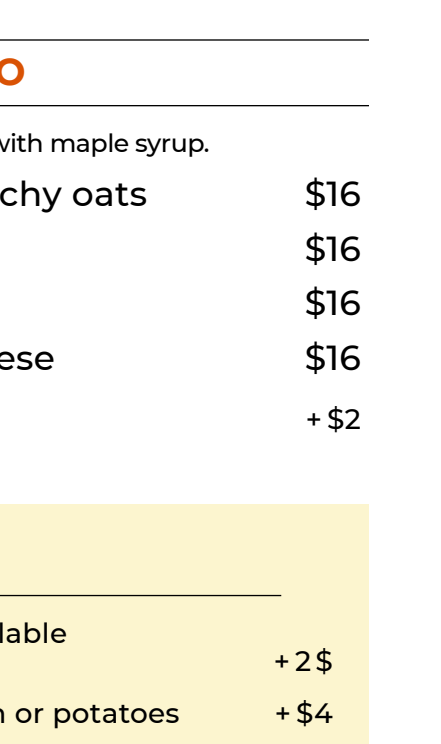 o
with maple syrup.
chy oats $16
$16
$16
ese $16
+ $2
lable
+ 2 $
n or potatoes + $4